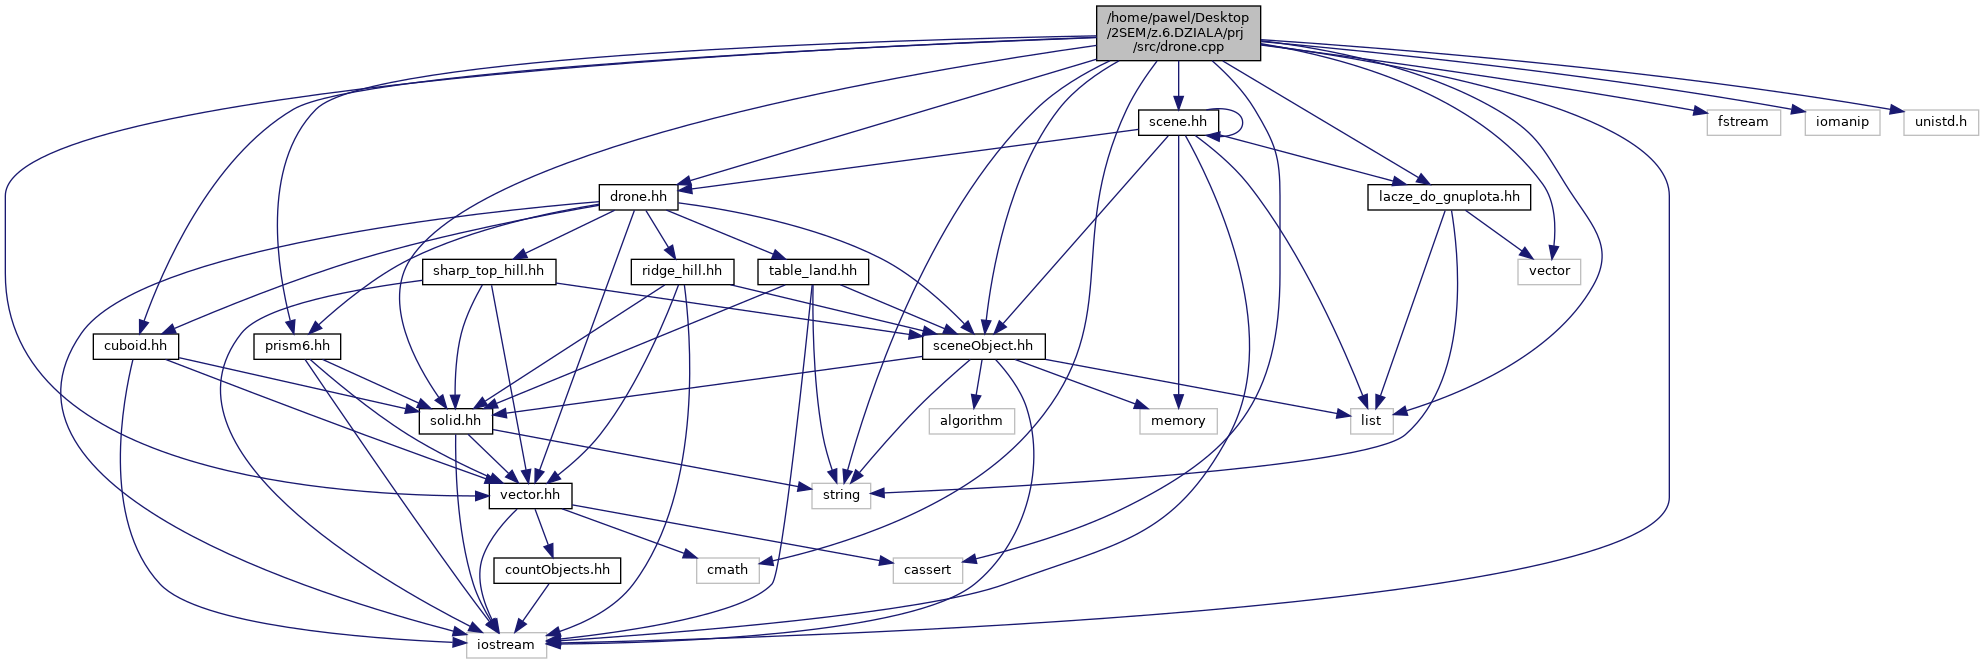 /home/pawel/Desktop
/2SEM/z.6.DZIALA/prj
/src/drone.cpp
scene.hh
fstream
iomanip
unistd.h
drone.hh
lacze_do_gnuplota.hh
sharp_top_hill.hh
ridge_hill.hh
table_land.hh
vector
cuboid.hh
prism6.hh
sceneObject.hh
solid.hh
algorithm
memory
list
vector.hh
string
countObjects.hh
cmath
cassert
iostream